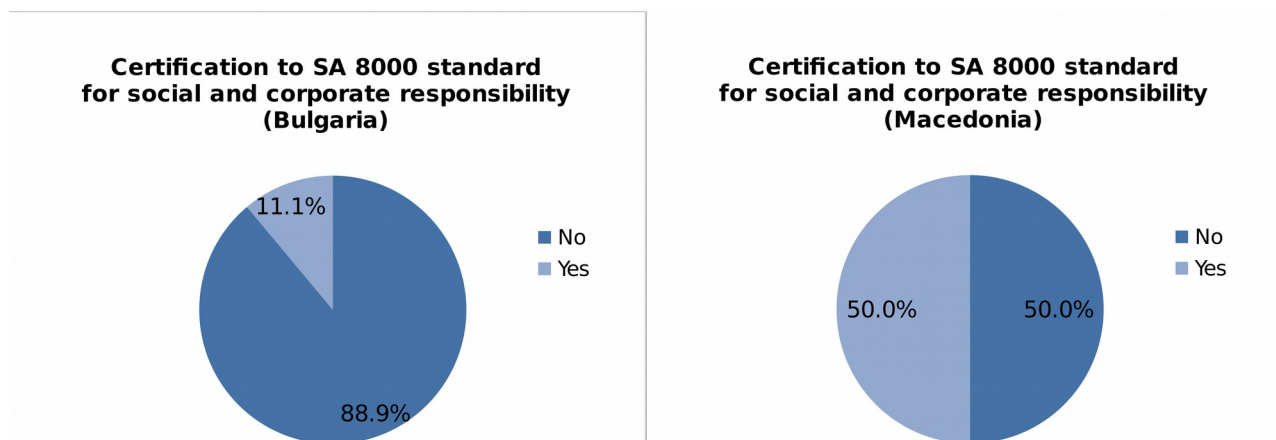 Certification to SA 8000 standard
for social and corporate responsibility
(Bulgaria)
11.1%
No
Yes
88.9%
Certification to SA 8000 standard
for social and corporate responsibility
(Macedonia)
No
Yes
50.0%
50.0%